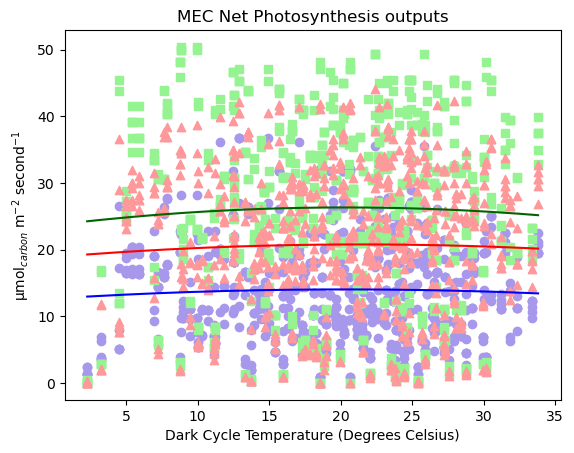 MEC Net Photosynthesis outputs
50
40
30
20
10
0
μmol_{carbon} m^{−2} second^{−1}
5 10 15 20 25 30 35
Dark Cycle Temperature (Degrees Celsius)